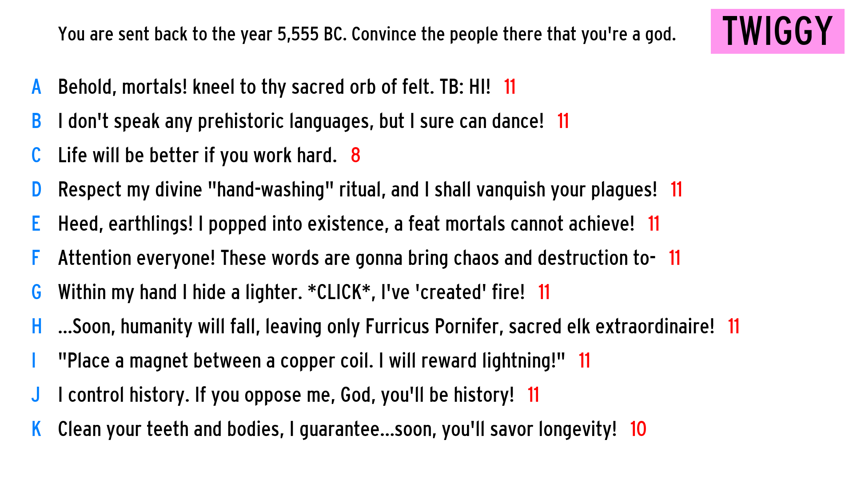 You are sent back to the year 5,555 BC. Convince the people there that you're a god.
TWIGGY
A Behold, mortals! kneel to thy sacred orb of felt. TB: HI! 11
B I don't speak any prehistoric languages, but I sure can dance! 11
C Life will be better if you work hard. 8
D Respect my divine "hand-washing" ritual, and I shall vanquish your plagues! 11
E Heed, earthlings! I popped into existence, a feat mortals cannot achieve! 11
F Attention everyone! These words are gonna bring chaos and destruction to- 11
G Within my hand I hide a lighter. *CLICK*, I've 'created' fire! 11
H ...Soon, humanity will fall, leaving only Furricus Pornifer, sacred elk extraordinaire! 11
I "Place a magnet between a copper coil. I will reward lightning!" 11
J I control history. If you oppose me, God, you'll be history! 11
K Clean your teeth and bodies, I guarantee...soon, you'll savor longevity! 10